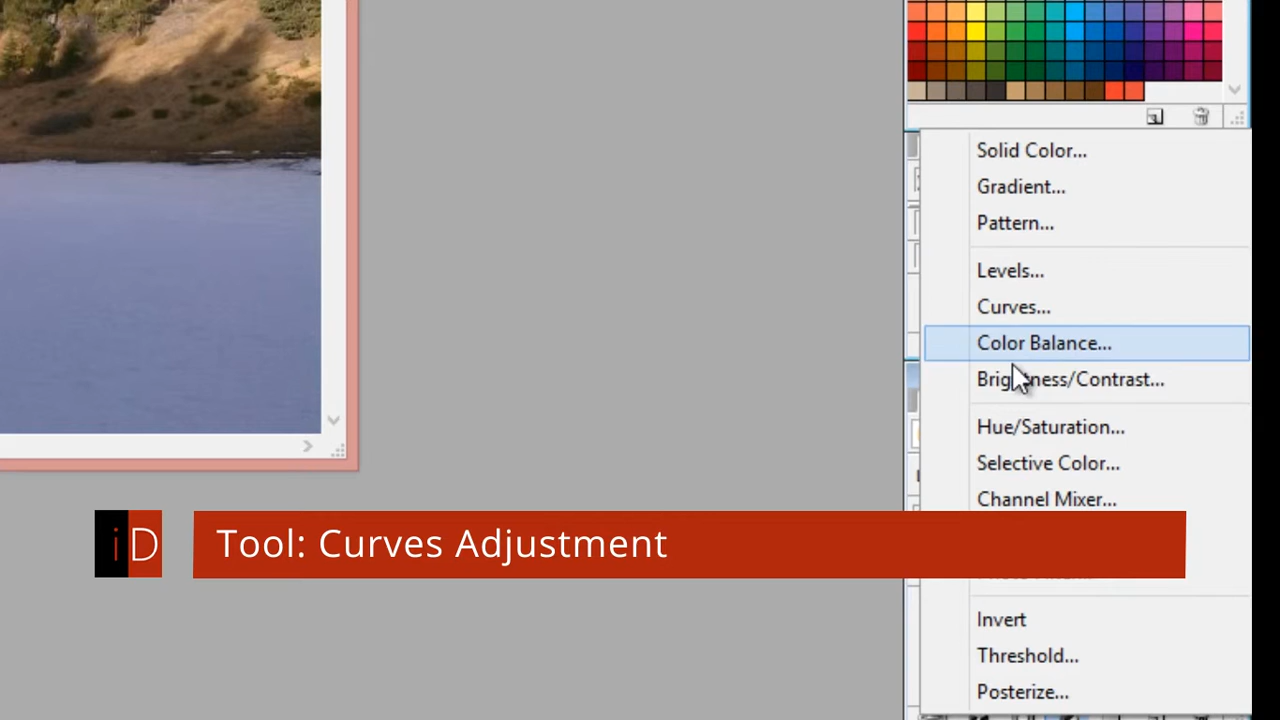 Solid Color...
Gradient...
Pattern...
Levels...
Curves...
Color Balance...
Brightness/Contrast...
Hue/Saturation...
Selective Color...
Channel Mixer...
iD
Tool: Curves Adjustment
Invert
Threshold...
Posterize...